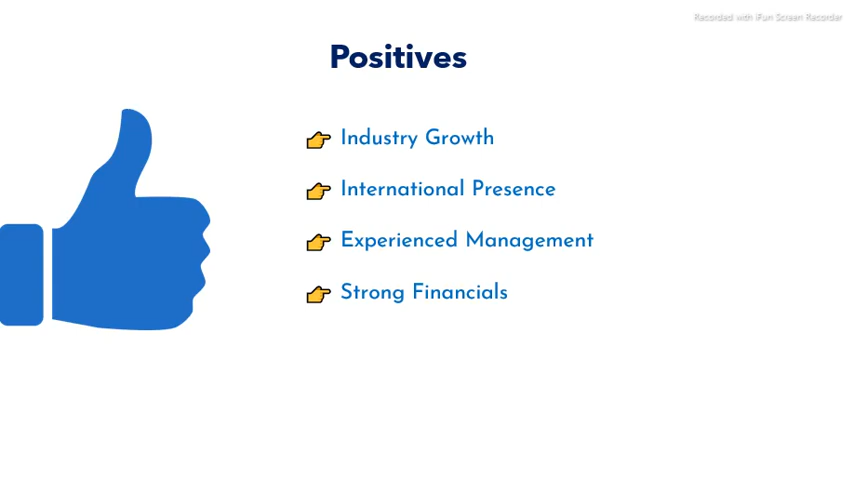 Recorded with iFun Screen Recorder
Positives
Industry Growth
International Presence
Experienced Management
Strong Financials